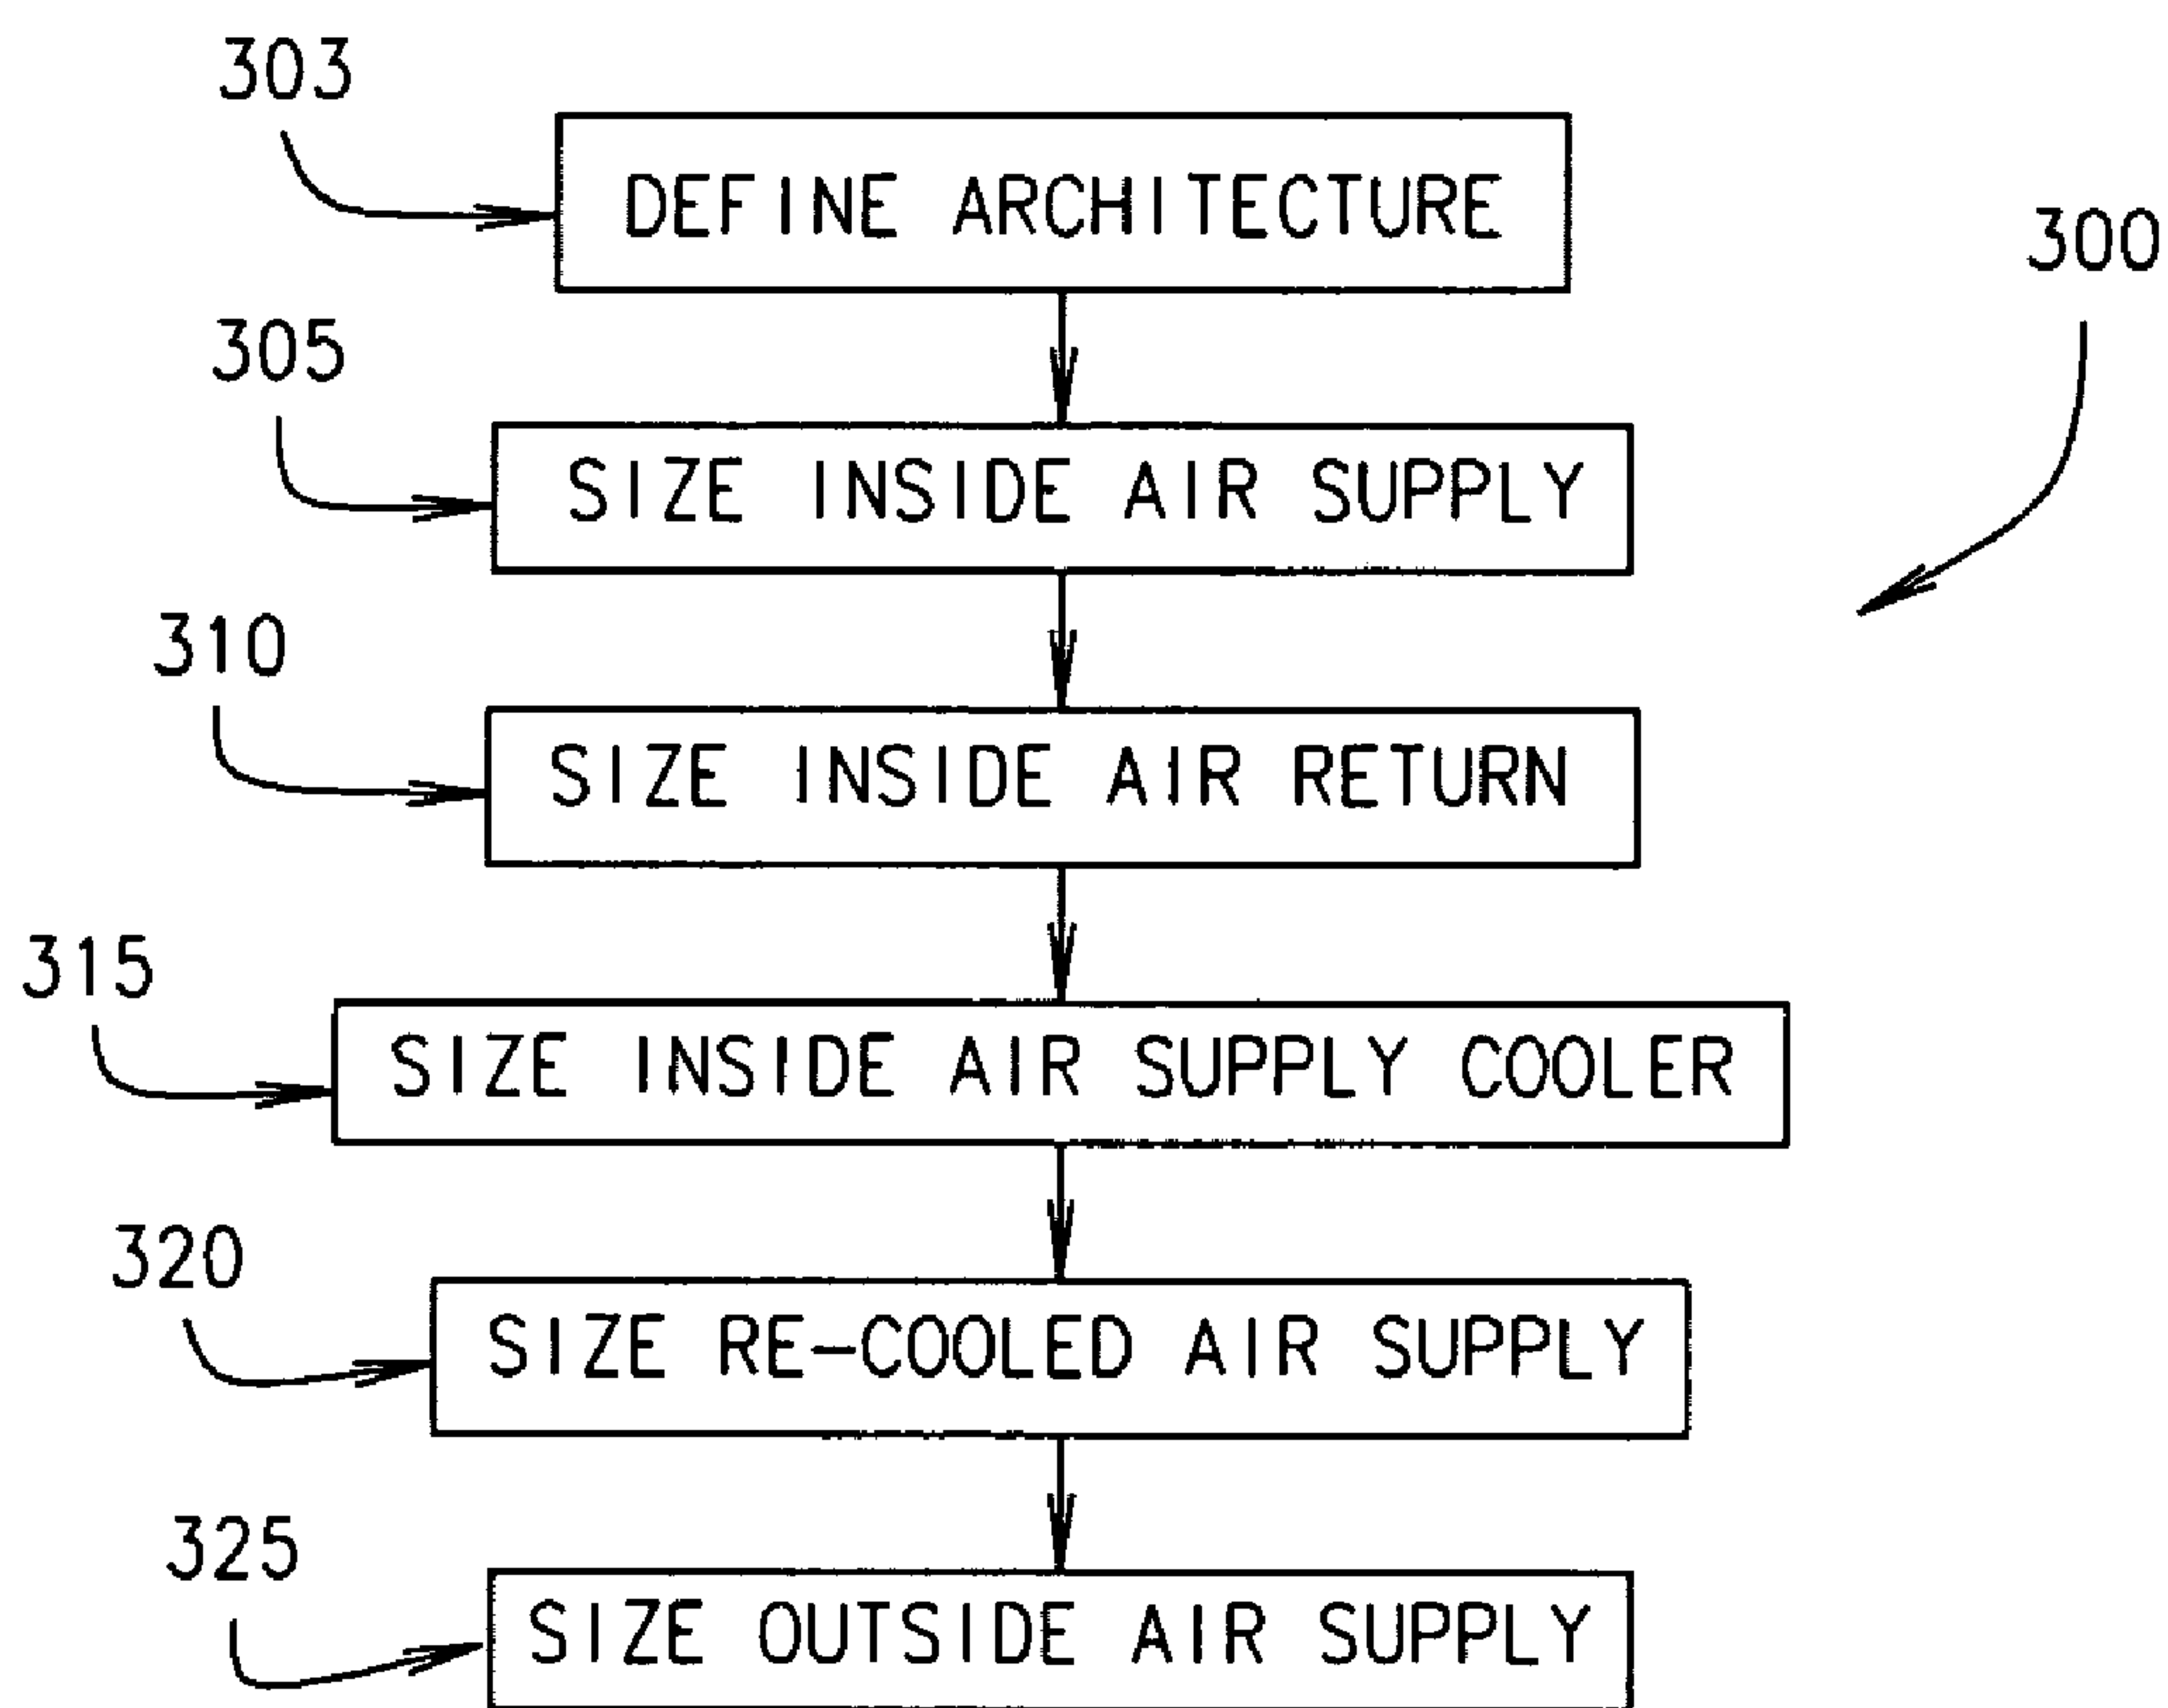 303
DEFINE ARCHITECTURE
300
305
SIZE INSIDE AIR SUPPLY
310
SIZE INSIDE AIR RETURN
315
SIZE INSIDE AIR SUPPLY COOLER
320
SIZE RE-COOLED AIR SUPPLY
325
SIZE OUTSIDE AIR SUPPLY